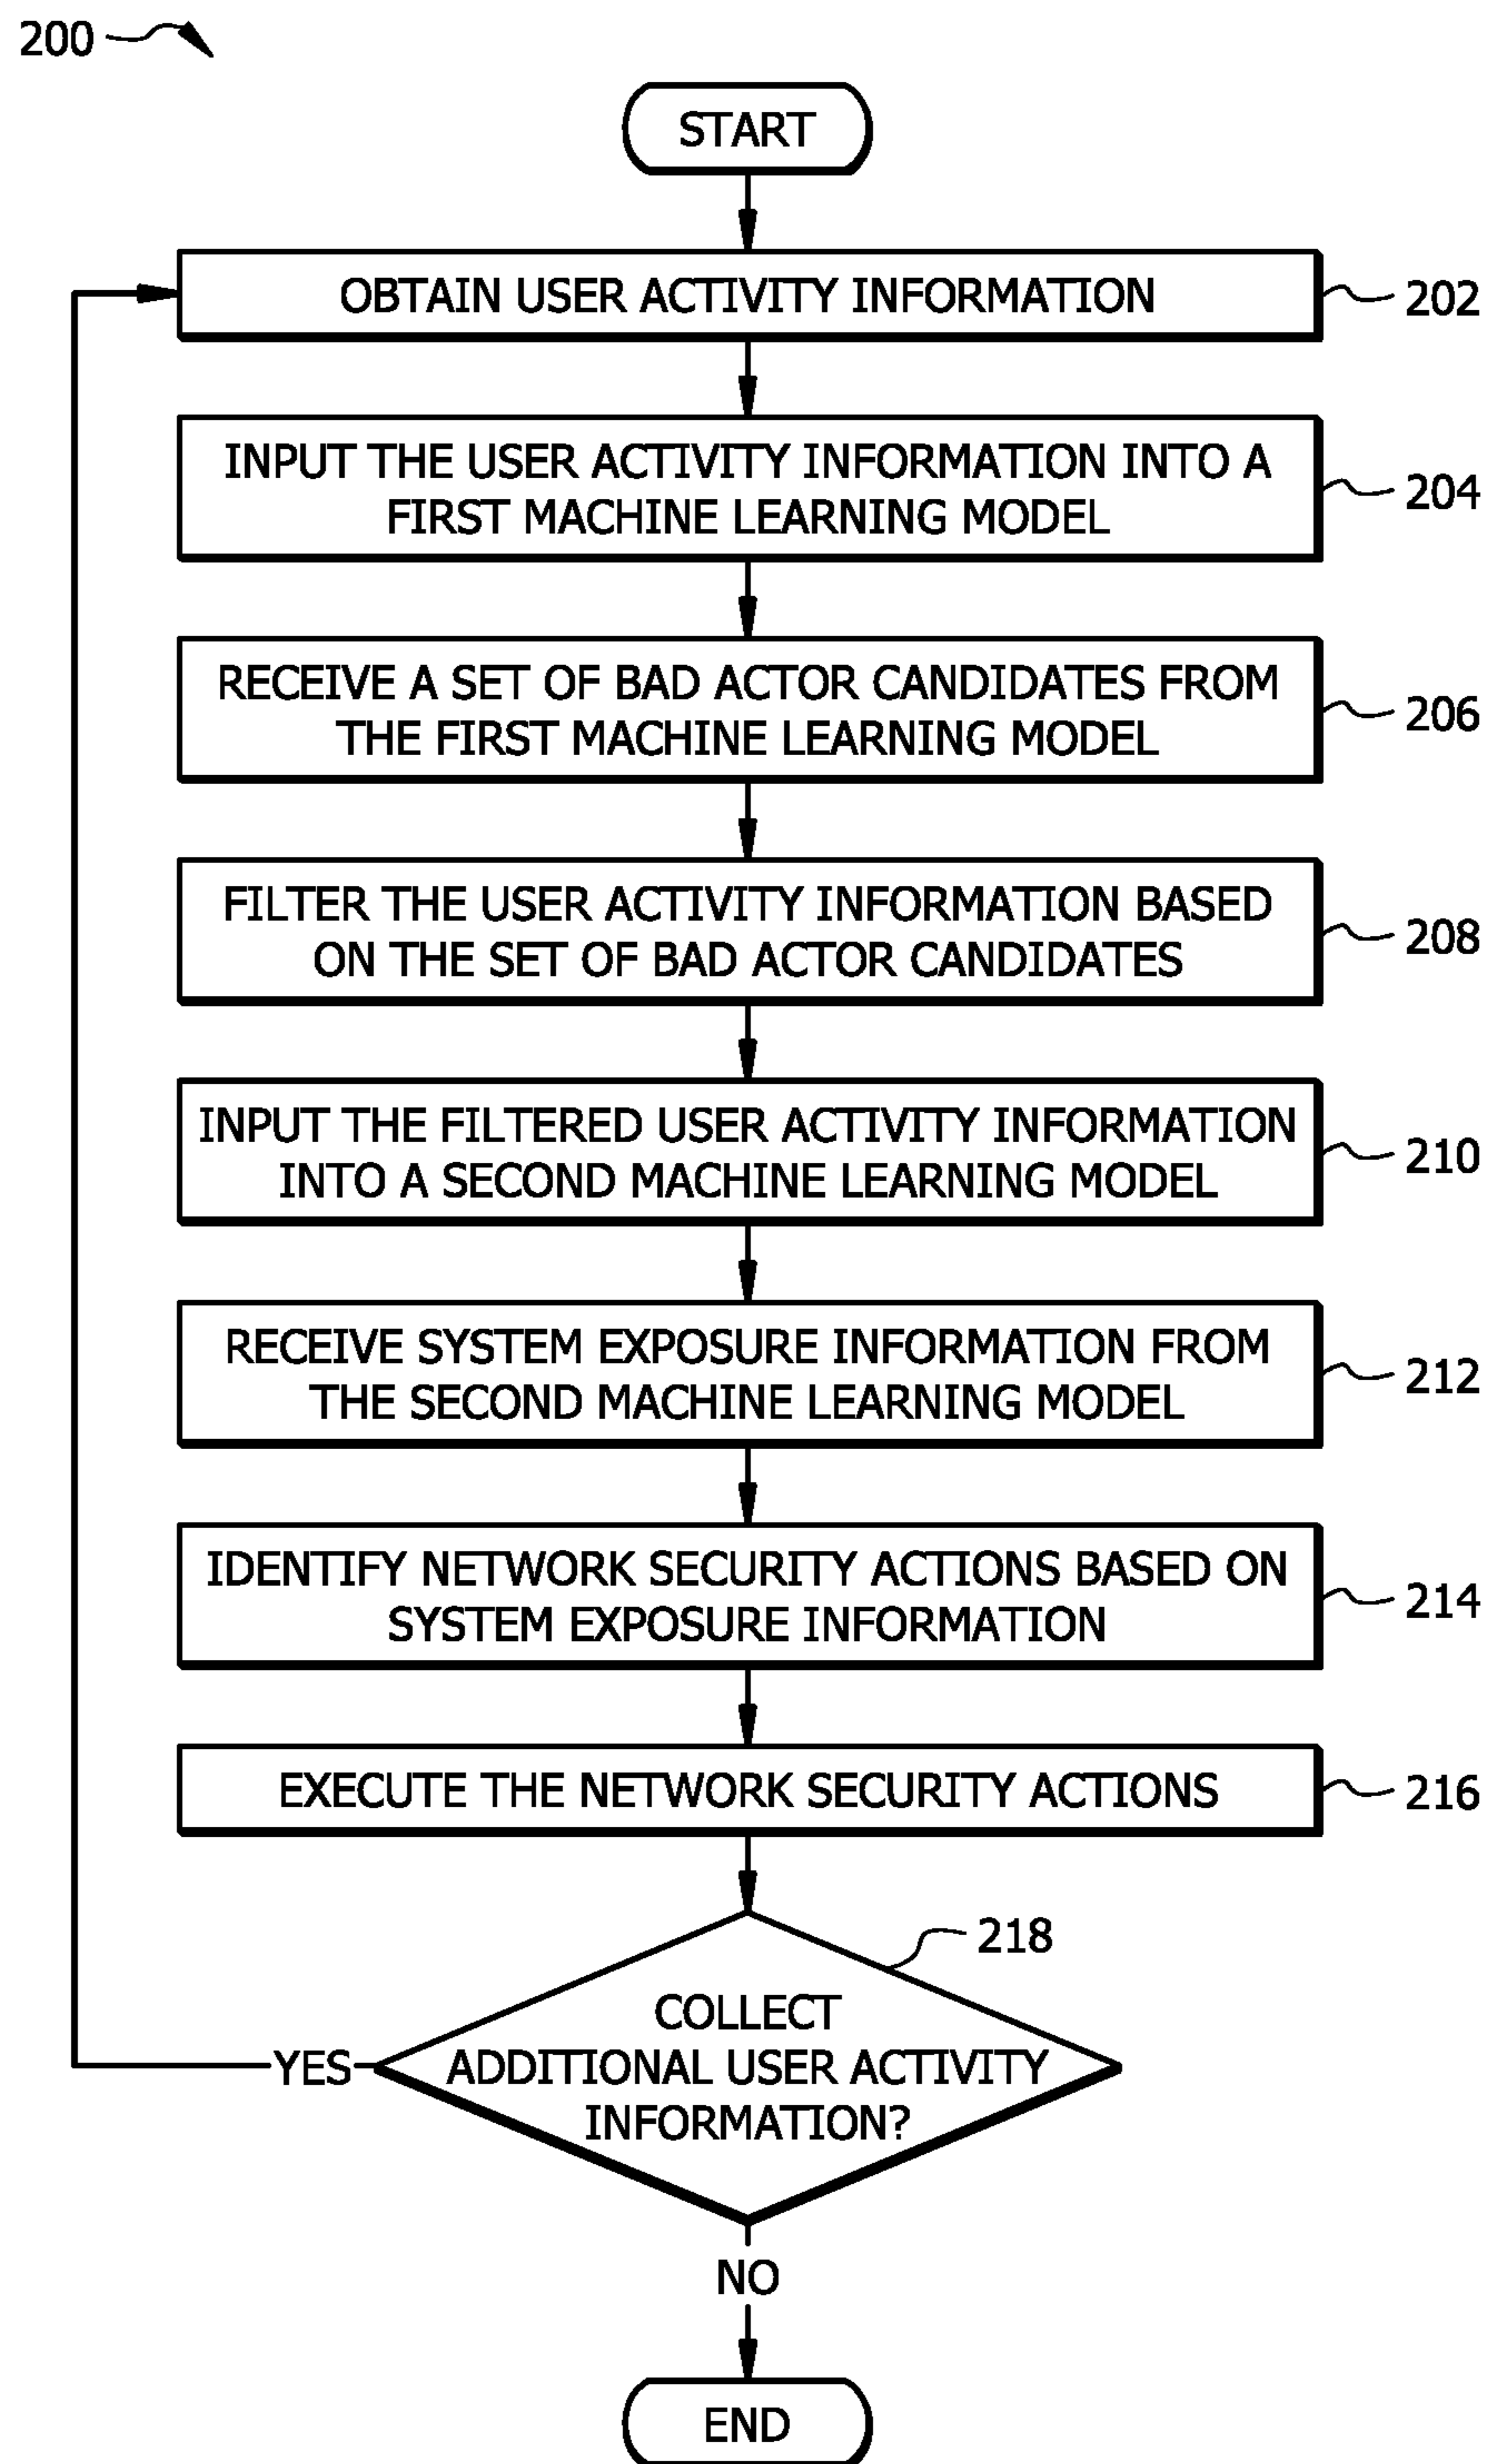 200
START
OBTAIN USER ACTIVITY INFORMATION
202
INPUT THE USER ACTIVITY INFORMATION INTO A
FIRST MACHINE LEARNING MODEL
204
RECEIVE A SET OF BAD ACTOR CANDIDATES FROM
THE FIRST MACHINE LEARNING MODEL
206
FILTER THE USER ACTIVITY INFORMATION BASED
ON THE SET OF BAD ACTOR CANDIDATES
208
INPUT THE FILTERED USER ACTIVITY INFORMATION
INTO A SECOND MACHINE LEARNING MODEL
210
RECEIVE SYSTEM EXPOSURE INFORMATION FROM
THE SECOND MACHINE LEARNING MODEL
212
IDENTIFY NETWORK SECURITY ACTIONS BASED ON
SYSTEM EXPOSURE INFORMATION
214
EXECUTE THE NETWORK SECURITY ACTIONS
216
218
COLLECT
ADDITIONAL USER ACTIVITY
INFORMATION?
YES
NO
END